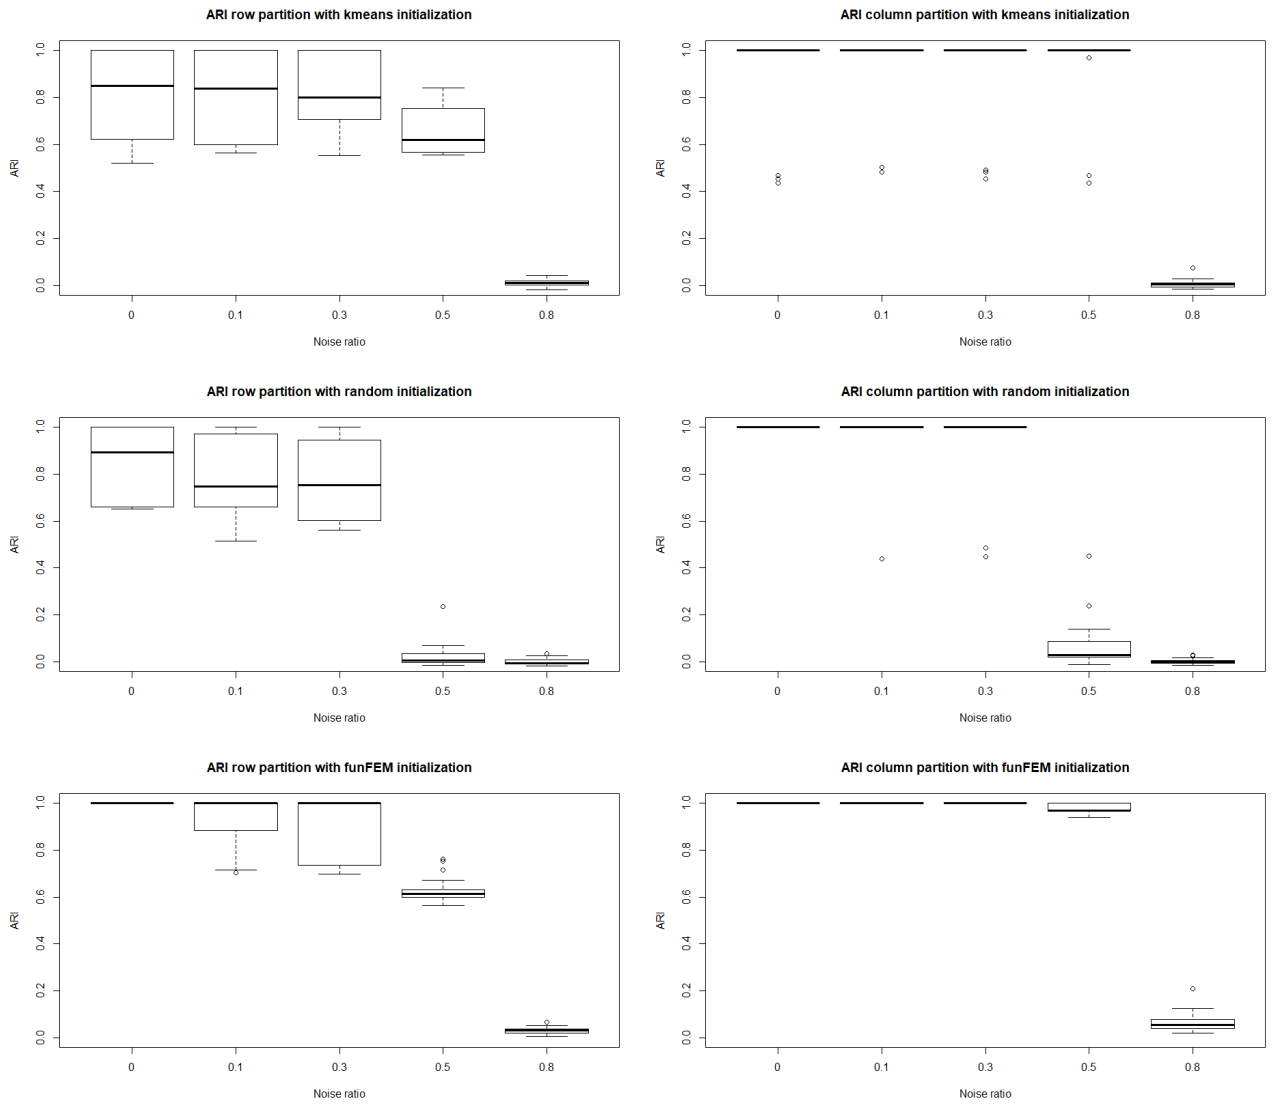 ARI row partition with kmeans initialization
ARI
1.0
0.8
0.6
0.4
0.2
0.0
0 0.1 0.3 0.5 0.8
Noise ratio
ARI column partition with kmeans initialization
ARI
1.0
0.8
0.6
0.4
0.2
0.0
0 0.1 0.3 0.5 0.8
Noise ratio
ARI row partition with random initialization
ARI
1.0
0.8
0.6
0.4
0.2
0.0
0 0.1 0.3 0.5 0.8
Noise ratio
ARI column partition with random initialization
ARI
1.0
0.8
0.6
0.4
0.2
0.0
0 0.1 0.3 0.5 0.8
Noise ratio
ARI row partition with funFEM initialization
ARI
1.0
0.8
0.6
0.4
0.2
0.0
0 0.1 0.3 0.5 0.8
Noise ratio
ARI column partition with funFEM initialization
ARI
1.0
0.8
0.6
0.4
0.2
0.0
0 0.1 0.3 0.5 0.8
Noise ratio